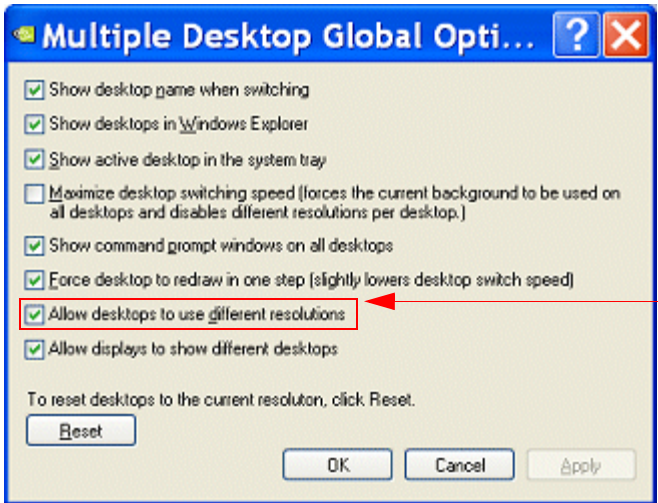 Multiple Desktop Global Opti...
Show desktop name when switching
Show desktops in Windows Explorer
Show active desktop in the system tray
Maximize desktop switching speed (forces the current background to be used on
all desktops and disables different resolutions per desktop.)
Show command prompt windows on all desktops
Force desktop to redraw in one step (slightly lowers desktop switch speed)
Allow desktops to use different resolutions
Allow displays to show different desktops
To reset desktops to the current resoluton, click Reset.
Reset
OK Cancel Apply